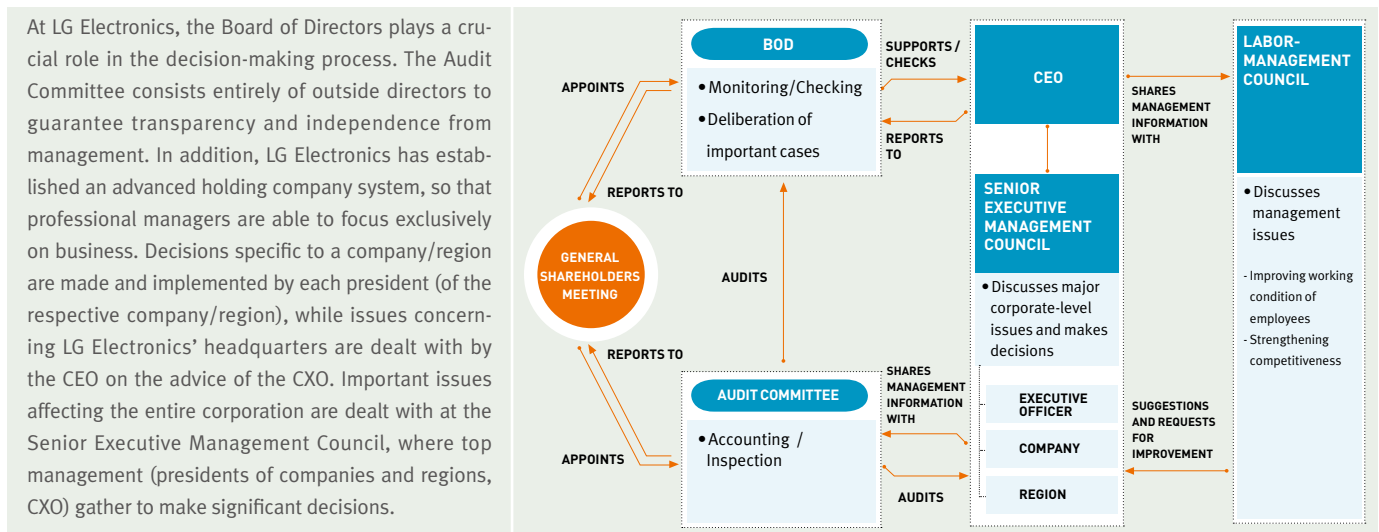 At LG Electronics, the Board of Directors plays a cru-
cial role in the decision-making process. The Audit
Committee consists entirely of outside directors to
guarantee transparency and independence from
management. In addition, LG Electronics has estab-
lished an advanced holding company system, so that
professional managers are able to focus exclusively
on business. Decisions specific to a company/region
are made and implemented by each president (of the
respective company/region), while issues concern-
ing LG Electronics’ headquarters are dealt with by
the CEO on the advice of the CXO. Important issues
affecting the entire corporation are dealt with at the
Senior Executive Management Council, where top
management (presidents of companies and regions,
CXO) gather to make significant decisions.
GENERAL
SHAREHOLDERS
MEETING
APPOINTS
REPORTS TO
REPORTS TO
APPOINTS
BOD
• Monitoring/Checking
• Deliberation of
important cases
AUDITS
AUDIT COMMITTEE
• Accounting /
Inspection
SUPPORTS /
CHECKS
REPORTS
TO
SHARES
MANAGEMENT
INFORMATION
WITH
AUDITS
CEO
SENIOR
EXECUTIVE
MANAGEMENT
COUNCIL
• Discusses major
corporate-level
issues and makes
decisions
EXECUTIVE
OFFICER
COMPANY
REGION
SHARES
MANAGEMENT
INFORMATION
WITH
SUGGESTIONS
AND REQUESTS
FOR
IMPROVEMENT
LABOR-
MANAGEMENT
COUNCIL
• Discusses
management
issues
- Improving working
condition of
employees
- Strengthening
competitiveness